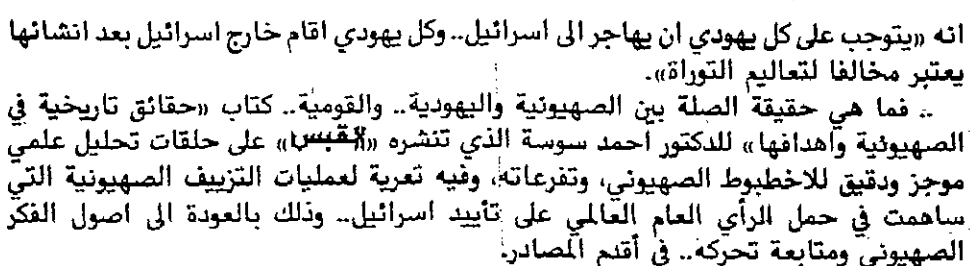 انه «يتوجب على كل يهودي ان يهاجر الى اسرائيل.. وكل يهودي اقام خارج اسرائيل بعد انشائها
يعتبر مخالفا لتعاليم التوراة».
.. فما هي حقيقة الصلة بين الصهيونية واليهودية.. والقومية.. كتاب «حقائق تاريخية في
الصهيونية وأهدافها» للدكتور أحمد سوسة الذي تنشره «القبس» على حلقات تحليل علمي
موجز ودقيق للاخطبوط الصهيوني، وتفرعاته، وفيه تعرية لعمليات التزييف الصهيونية التي
ساهمت في حمل الرأي العام العالمي على تأييد اسرائيل.. وذلك بالعودة الى اصول الفكر
الصهيوني ومتابعة تحركه.. في أقدم المصادر.